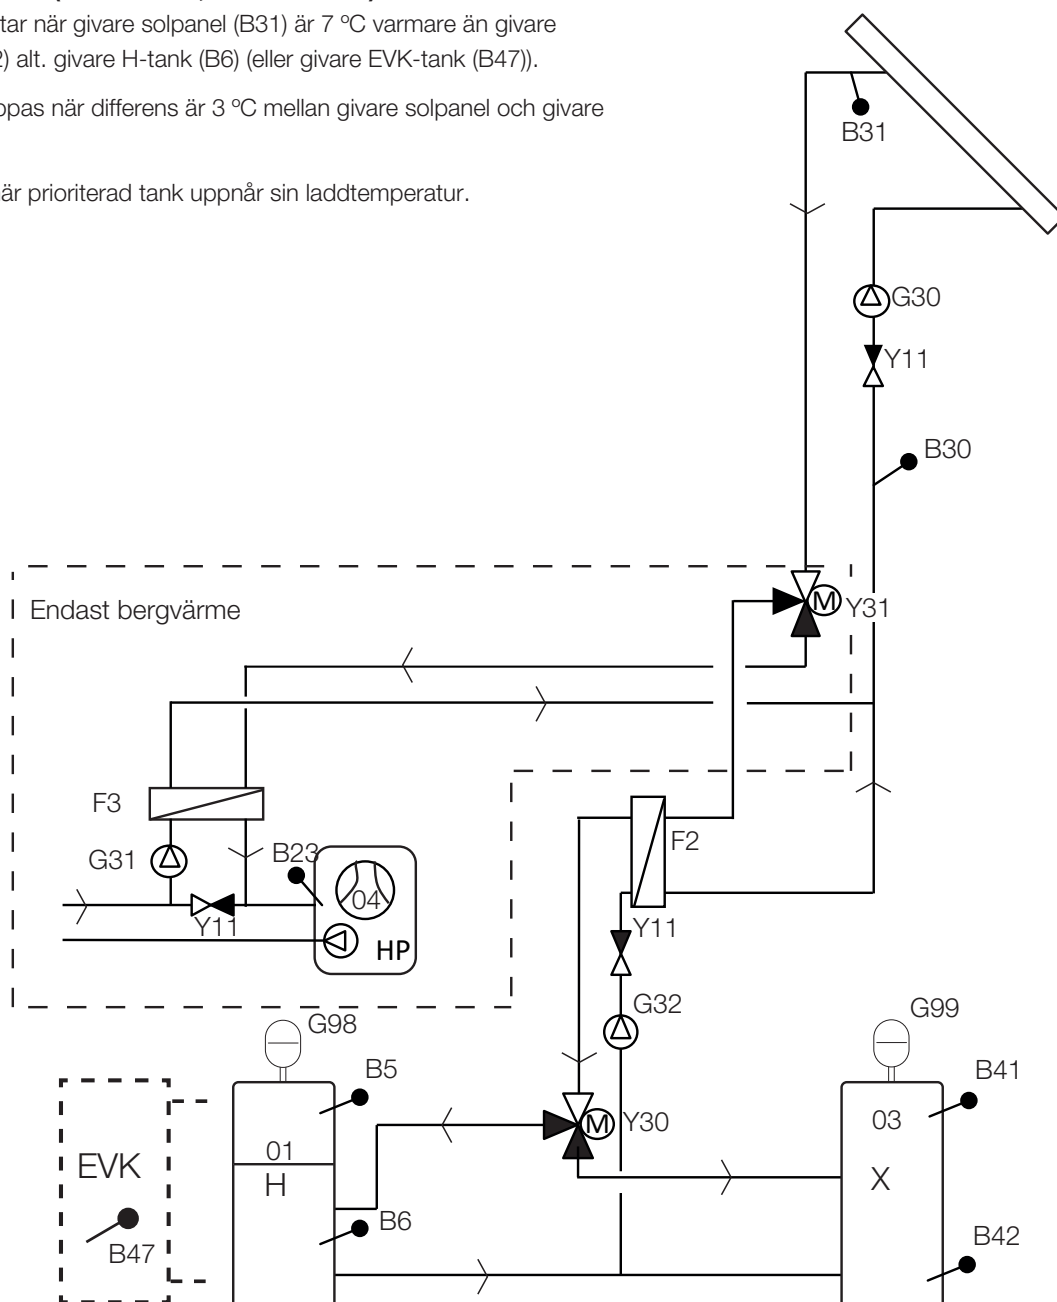 tar när givare solpanel (B31) är 7 ºC varmare än givare
2) alt. givare H-tank (B6) (eller givare EVK-tank (B47)).
ppas när differens är 3 ºC mellan givare solpanel och givare
när prioriterad tank uppnår sin laddtemperatur.
B31
G30
Y11
B30
Endast bergvärme
M
Y31
F3
F2
G31
B23
04
Y11
HP
Y11
G32
G98
G99
B5
B41
M
Y30
03
01
EVK
H
X
B6
B47
B42